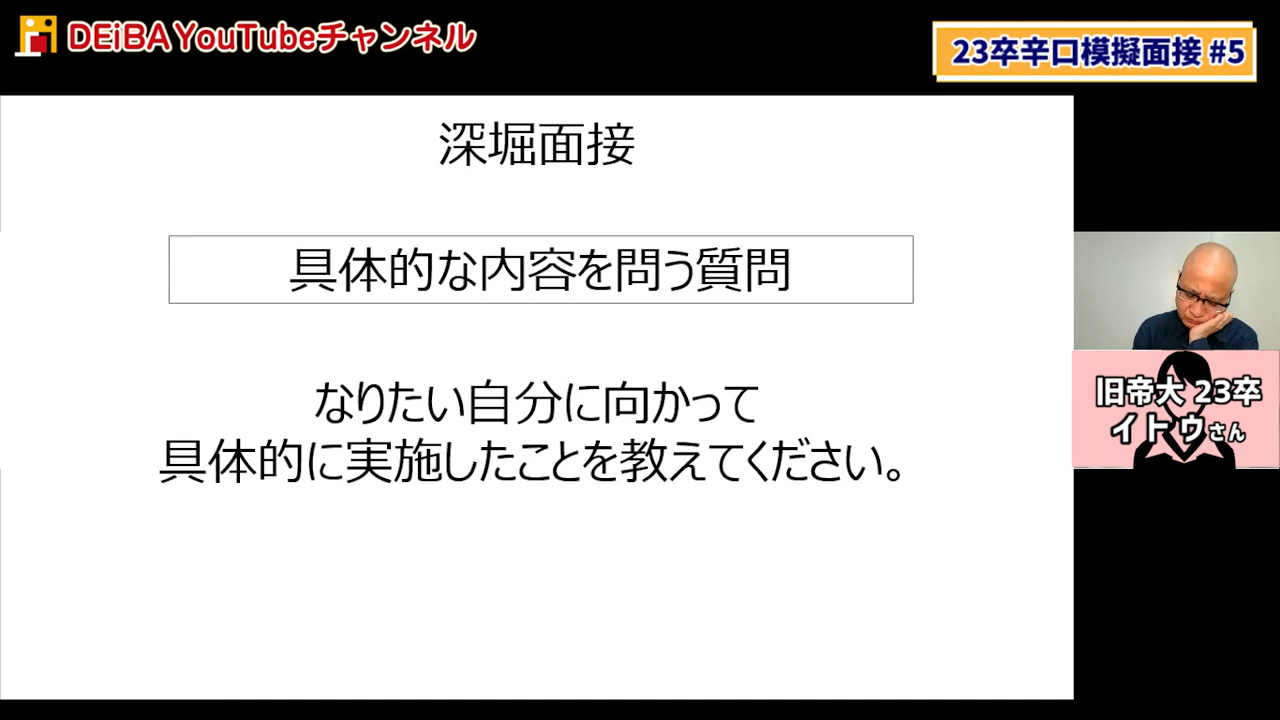 DEiBA YouTubeチャンネル
23卒辛口模擬面接 #5
深堀面接
具体的な内容を問う質問
なりたい自分に向かって
具体的に実施したことを教えてください。
旧帝大 23卒
イトウさん